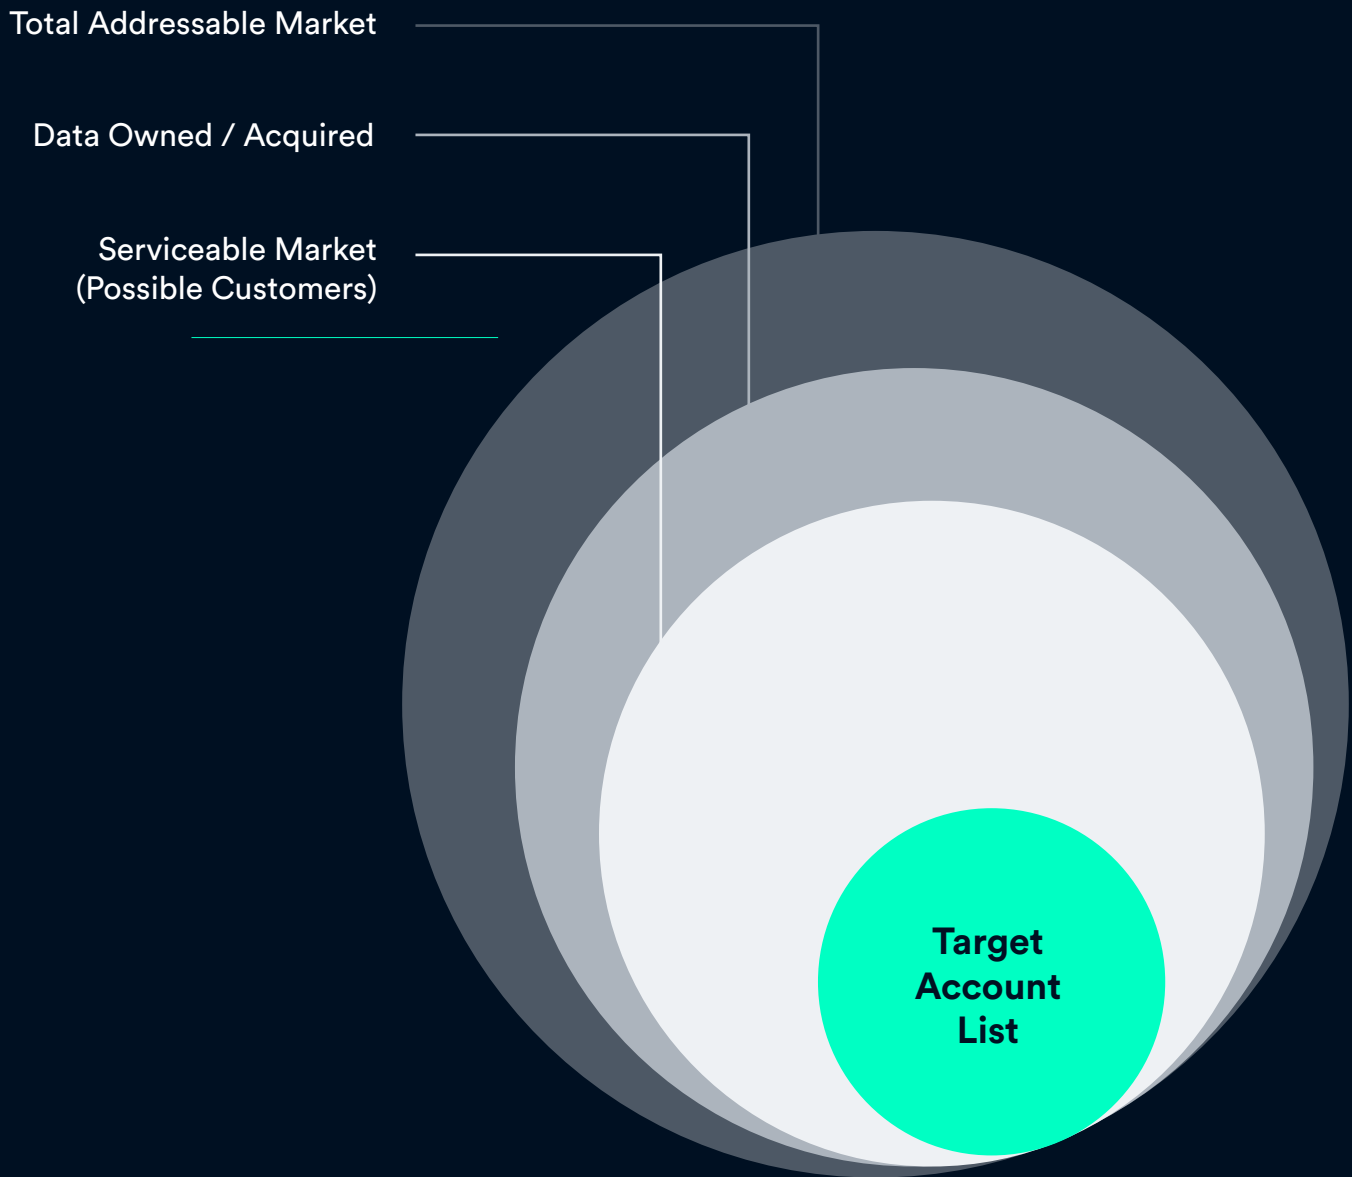 Total Addressable Market
Data Owned / Acquired
Serviceable Market
(Possible Customers)
Target
Account
List